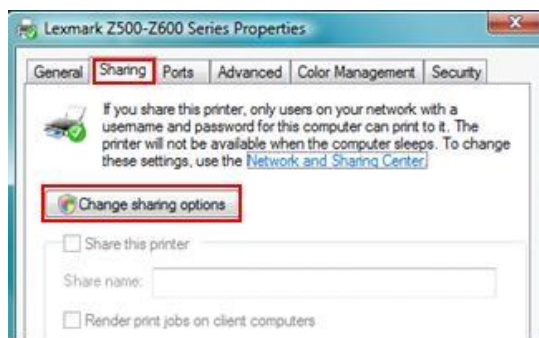 Lexmark Z500-Z600 Series Properties
General Sharing Ports Advanced Color Management Security
If you share this printer, only users on your network with a
username and password for this computer can print to it. The
printer will not be available when the computer sleeps. To change
these settings, use the Network and Sharing Center.
Change sharing options
Share this printer
Share name:
Render print jobs on client computers